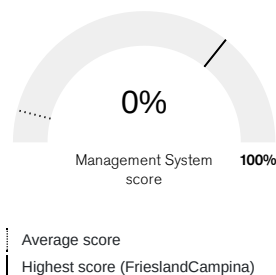 0%
Management System
score
100%
Average score
Highest score (FrieslandCampina)